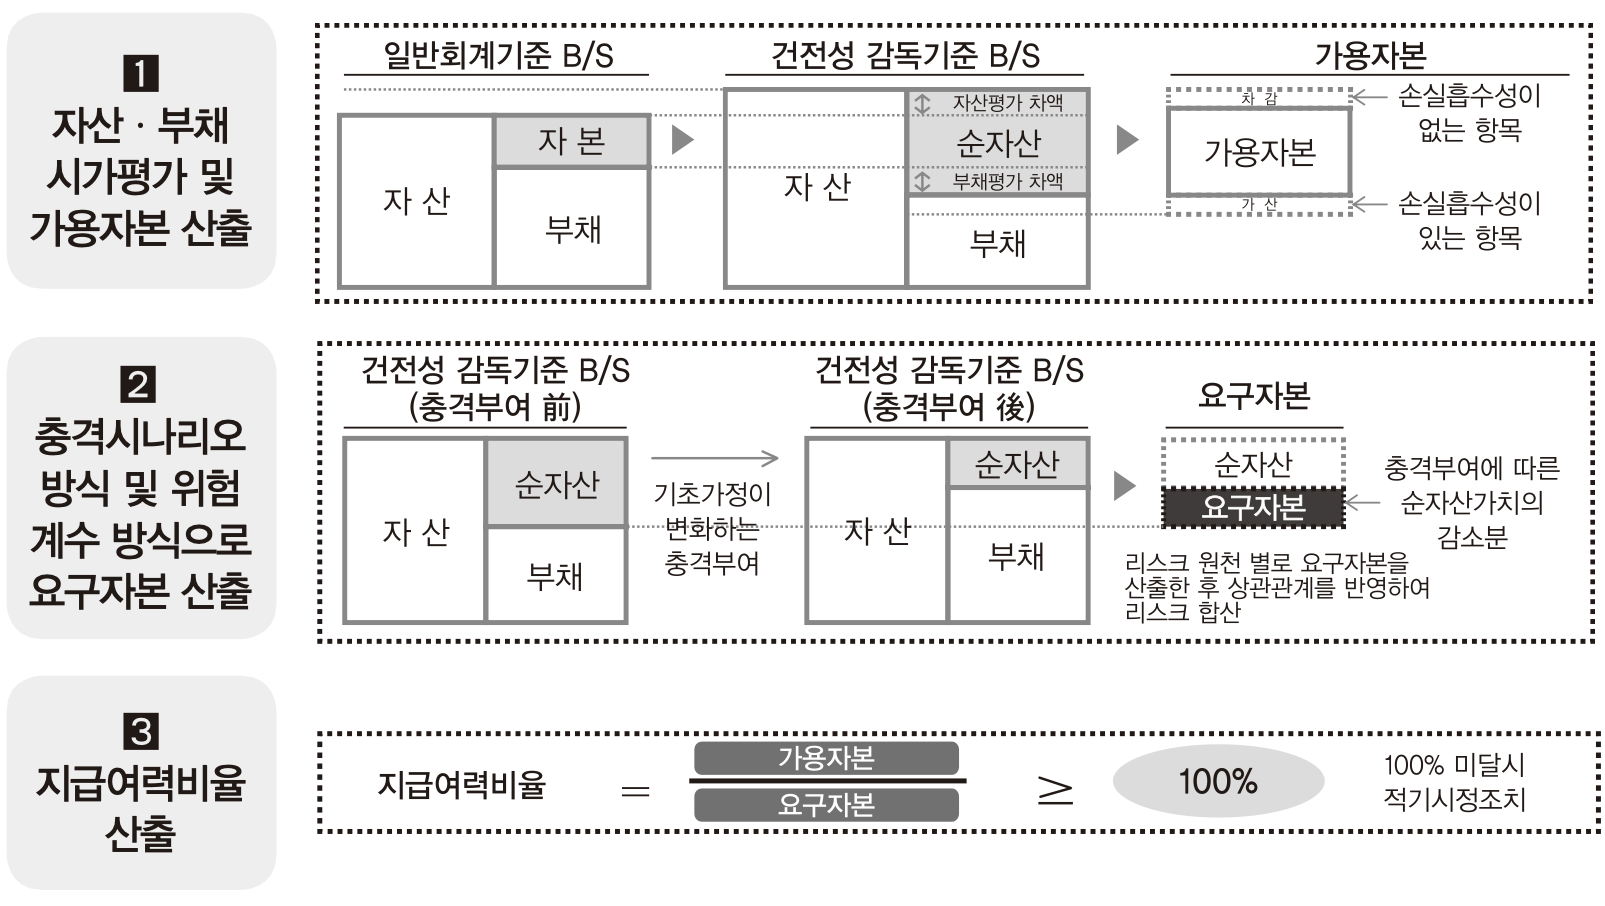 1
자산 · 부채
시가평가 및
가용자본 산출
일반회계기준 B/S
자 산
자 본
부채
건전성 감독기준 B/S
자 산
자산평가 차액
순자산
부채평가 차액
부채
가용자본
차 감
가용자본
가 산
손실흡수성이
없는 항목
손실흡수성이
있는 항목
2
충격시나리오
방식 및 위험
계수 방식으로
요구자본 산출
건전성 감독기준 B/S
(충격부여 前)
자 산
순자산
부채
기초가정이
변화하는
충격부여
건전성 감독기준 B/S
(충격부여 後)
자 산
순자산
부채
요구자본
순자산
요구자본
충격부여에 따른
순자산가치의
감소분
리스크 원천 별로 요구자본을
산출한 후 상관관계를 반영하여
리스크 합산
3
지급여력비율
산출
지급여력비율
=
가용자본
요구자본
≥
100%
100% 미달시
적기시정조치